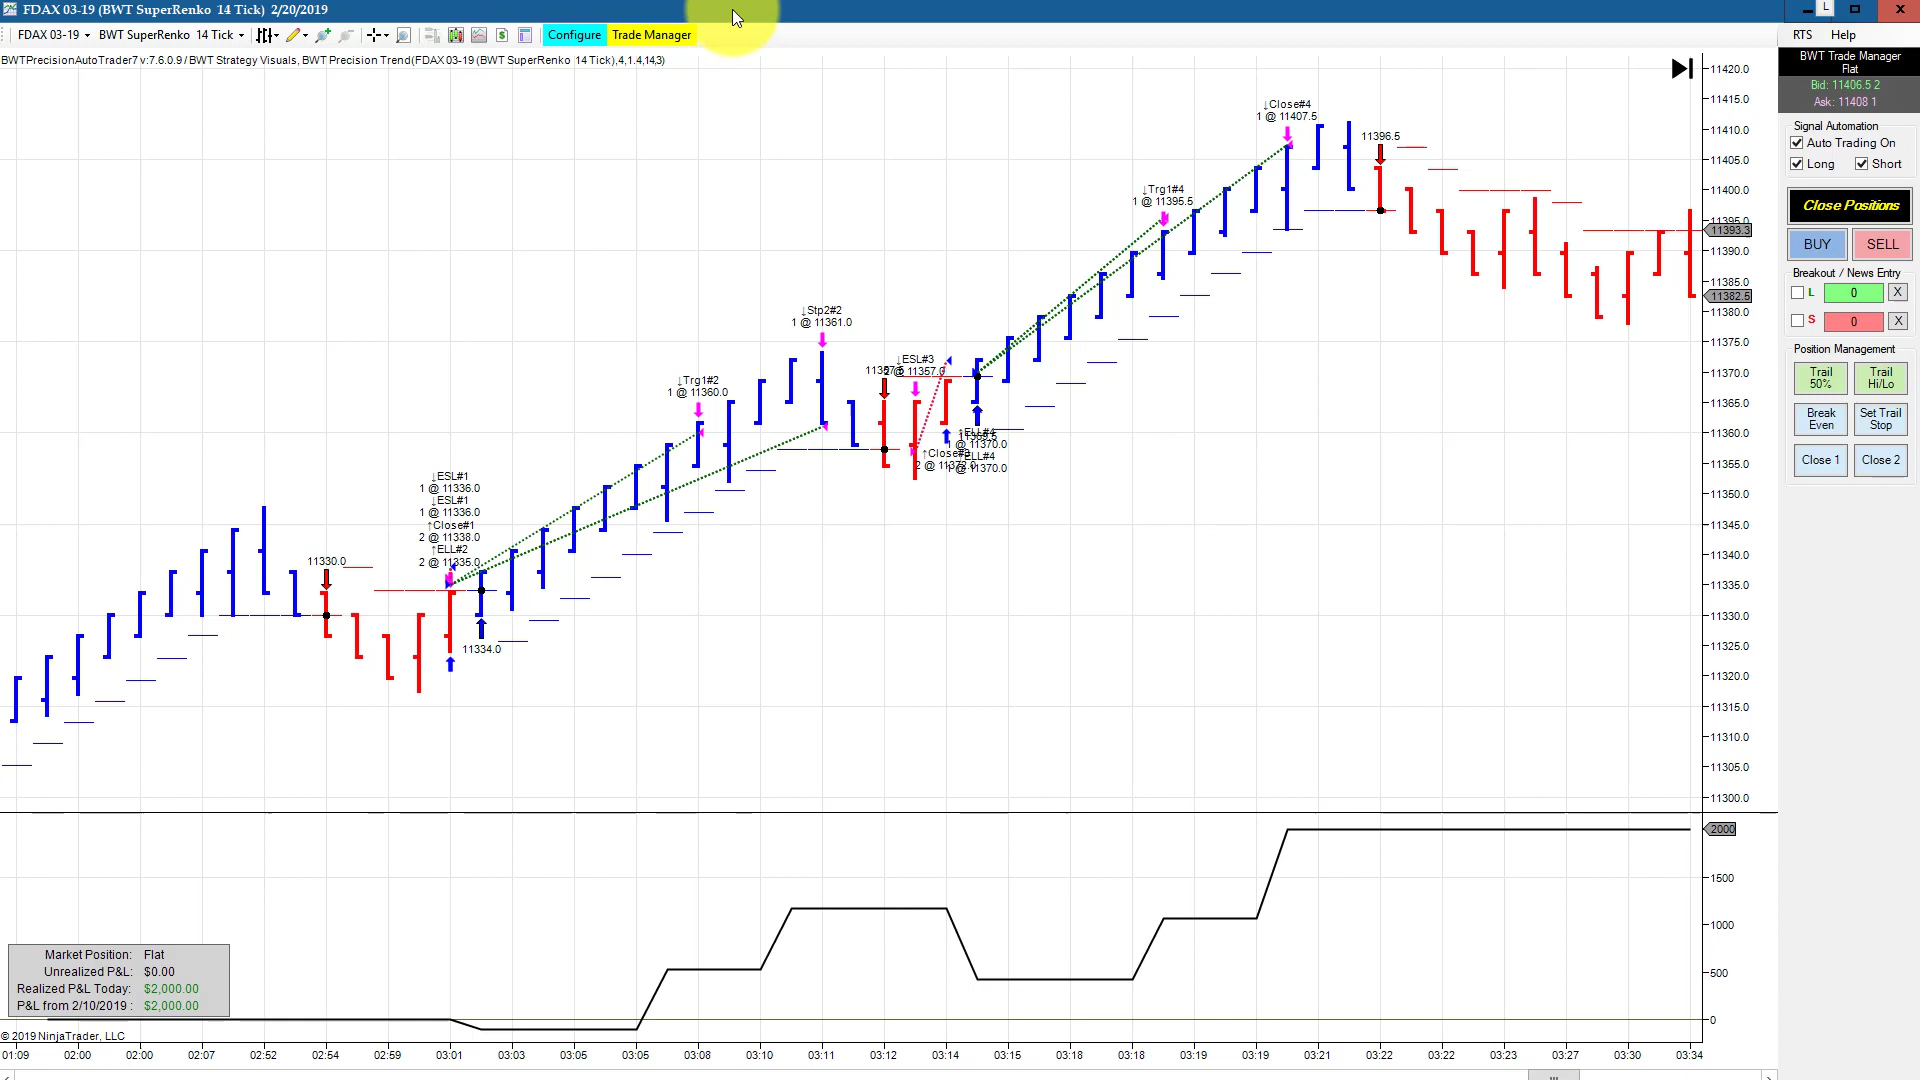 FDAX 03-19 (BWT SuperRenko 14 Tick) 2/20/2019
L
FDAX 03-19 BWT SuperRenko 14 Tick Configure Trade Manager
RTS Help
BWTPrecisionAutoTrader7 v:7.6.0.9 / BWT Strategy Visuals, BWT Precision Trend(FDAX 03-19 (BWT SuperRenko 14 Tick),4,1.4,14,3)
BWT Trade Manager
Flat
Bid: 11406.5 2
Ask: 11408 1
Signal Automation
Auto Trading On
Long Short
Close Positions
BUY SELL
Breakout / News Entry
L 0 X
S 0 X
Position Management
Trail 50%
Trail Hi/Lo
Break Even
Set Trail Stop
Close 1 Close 2
11420.0
11415.0
11410.0
11405.0
11400.0
11395.0
11393.3
11390.0
11385.0
11382.5
11380.0
11375.0
11370.0
11365.0
11360.0
11355.0
11350.0
11345.0
11340.0
11335.0
11330.0
11325.0
11320.0
11315.0
11310.0
11305.0
11300.0
↓Close#4
1 @ 11407.5
11396.5
↓Trg1#4
1 @ 11395.5
↓Stp2#2
1 @ 11361.0
↓ESL#3
2 @ 11357.0
↓Trg1#2
1 @ 11360.0
1 @ 11370.0
↑ELL#4
1 @ 11370.0
↓ESL#1
1 @ 11336.0
↓ESL#1
1 @ 11336.0
↑Close#1
2 @ 11338.0
↑ELL#2
2 @ 11335.0
11330.0
11334.0
2000
1500
1000
500
0
Market Position: Flat
Unrealized P&L: $0.00
Realized P&L Today: $2,000.00
P&L from 2/10/2019 : $2,000.00
© 2019 NinjaTrader, LLC
01:09 02:00 02:00 02:07 02:52 02:54 02:59 03:01 03:03 03:05 03:05 03:08 03:10 03:11 03:12 03:14 03:15 03:18 03:18 03:19 03:19 03:21 03:22 03:22 03:23 03:27 03:30 03:34